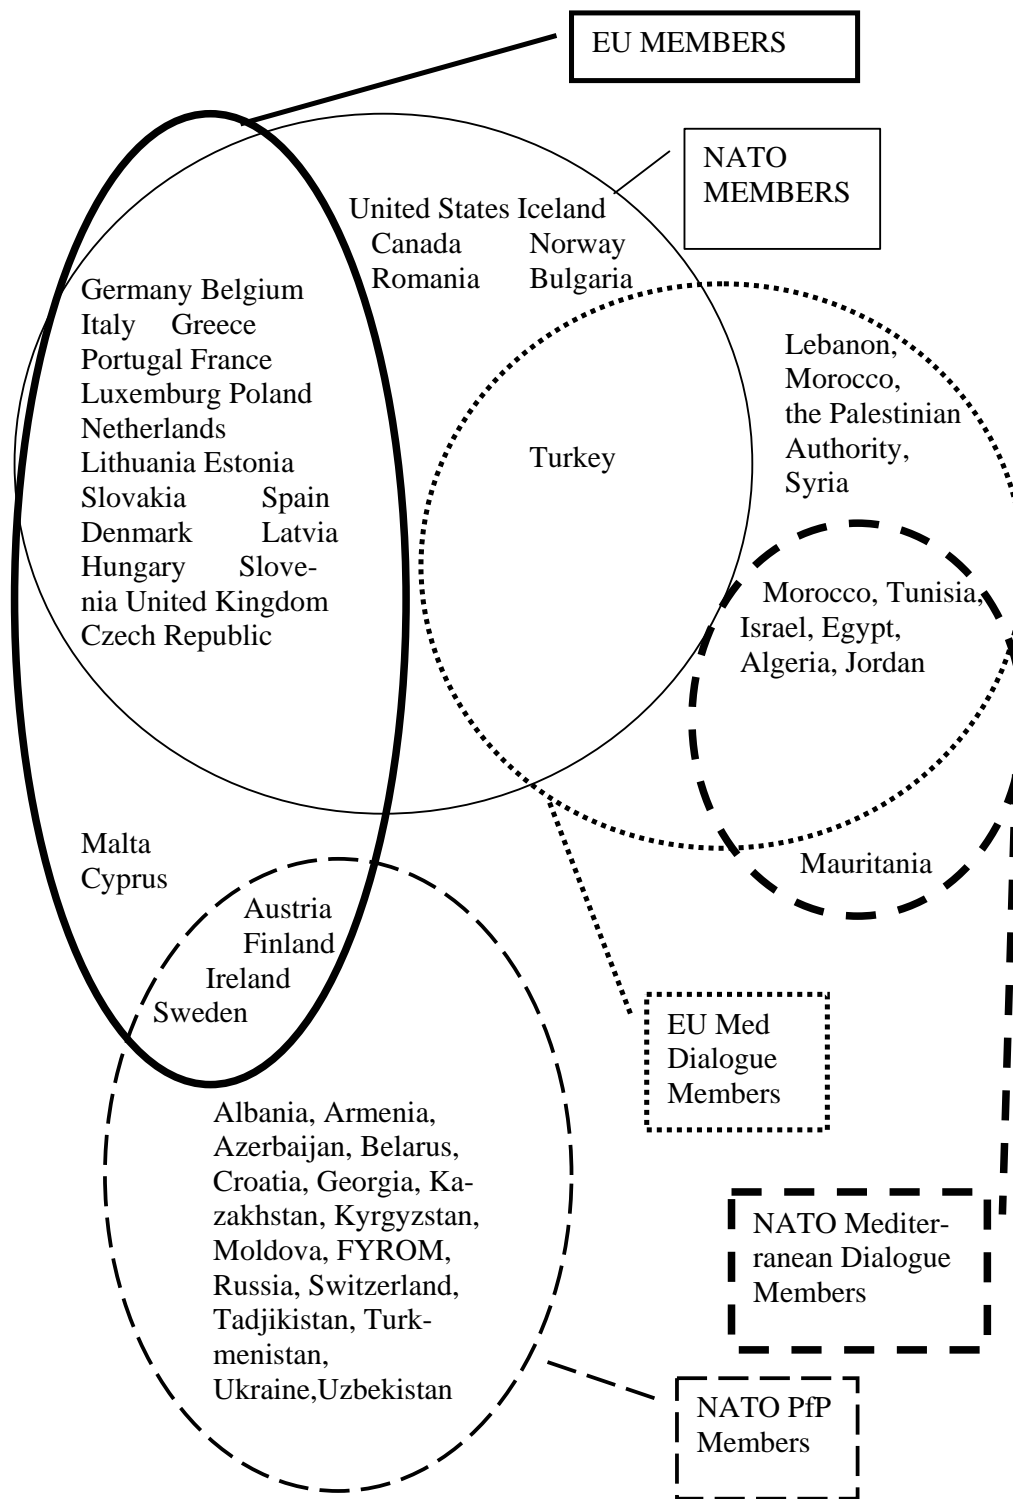 EU MEMBERS
NATO
MEMBERS
United States Iceland
Canada Norway
Romania Bulgaria
Germany Belgium
Italy Greece
Portugal France
Luxemburg Poland
Netherlands
Lithuania Estonia
Slovakia Spain
Denmark Latvia
Hungary Slove-
nia United Kingdom
Czech Republic
Lebanon,
Morocco,
the Palestinian
Authority,
Syria
Turkey
Morocco, Tunisia,
Israel, Egypt,
Algeria, Jordan
Malta
Cyprus
Mauritania
Austria
Finland
Ireland
Sweden
EU Med
Dialogue
Members
Albania, Armenia,
Azerbaijan, Belarus,
Croatia, Georgia, Ka-
zakhstan, Kyrgyzstan,
Moldova, FYROM,
Russia, Switzerland,
Tadjikistan, Turk-
menistan,
Ukraine,Uzbekistan
NATO Mediter-
ranean Dialogue
Members
NATO PfP
Members